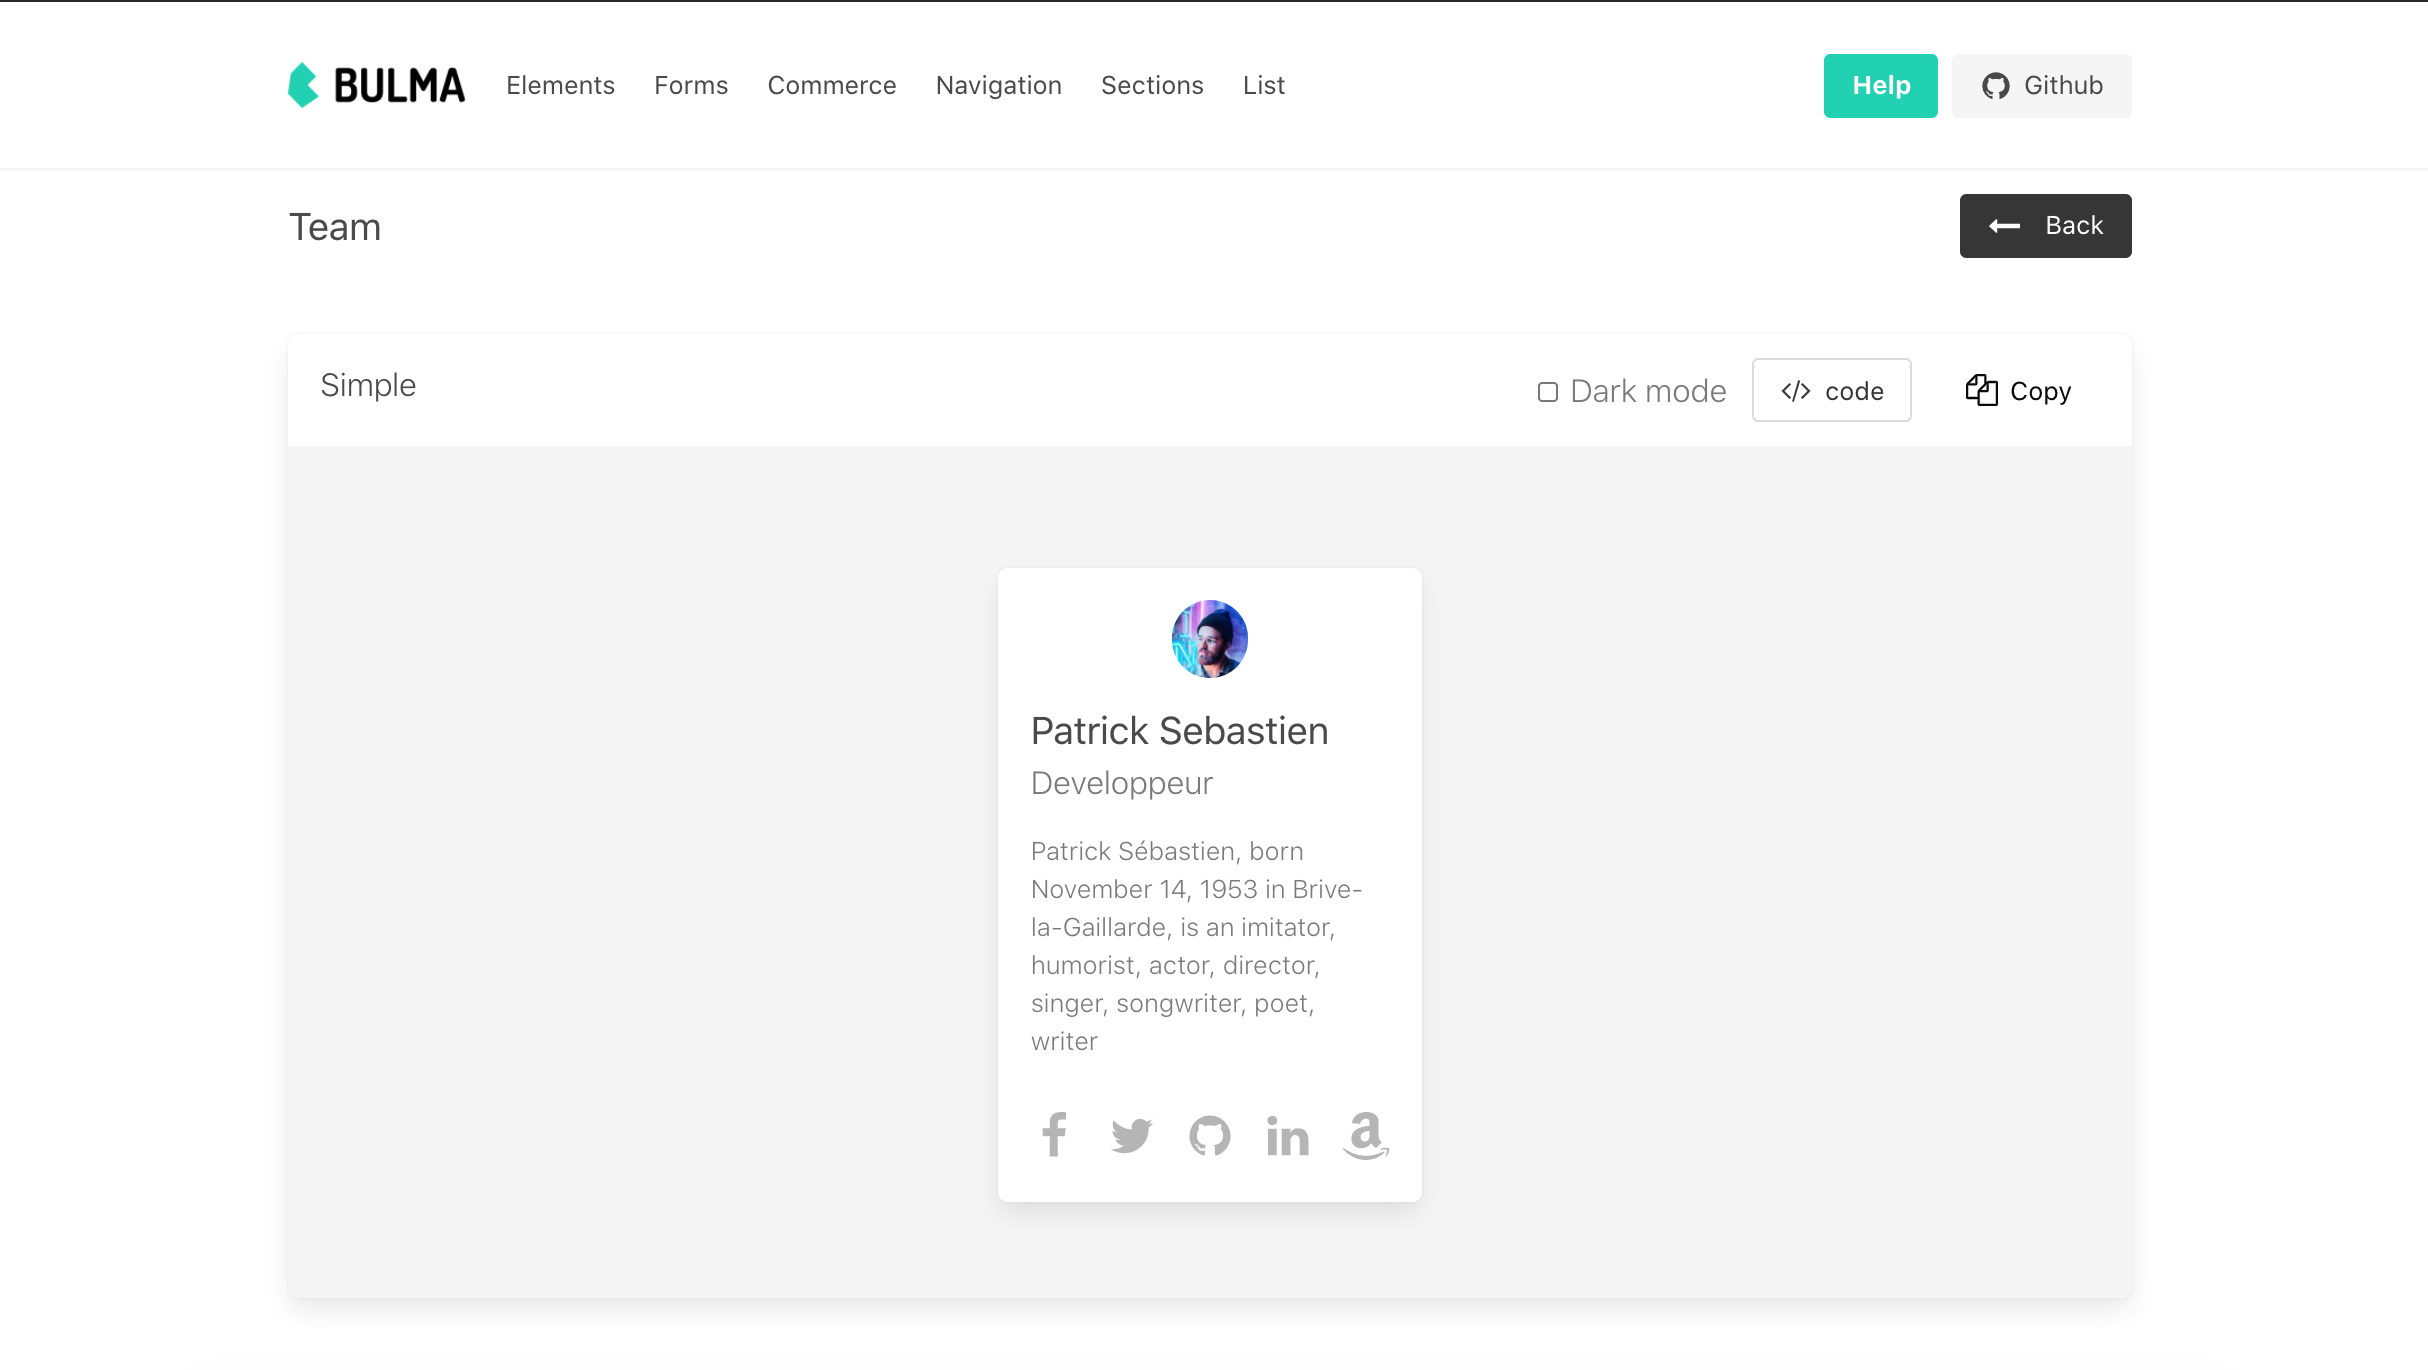 BULMA Elements Forms Commerce Navigation Sections List Help Github
Team Back
Simple Dark mode </> code Copy
Patrick Sebastien
Developpeur
Patrick Sébastien, born
November 14, 1953 in Brive-
la-Gaillarde, is an imitator,
humorist, actor, director,
singer, songwriter, poet,
writer